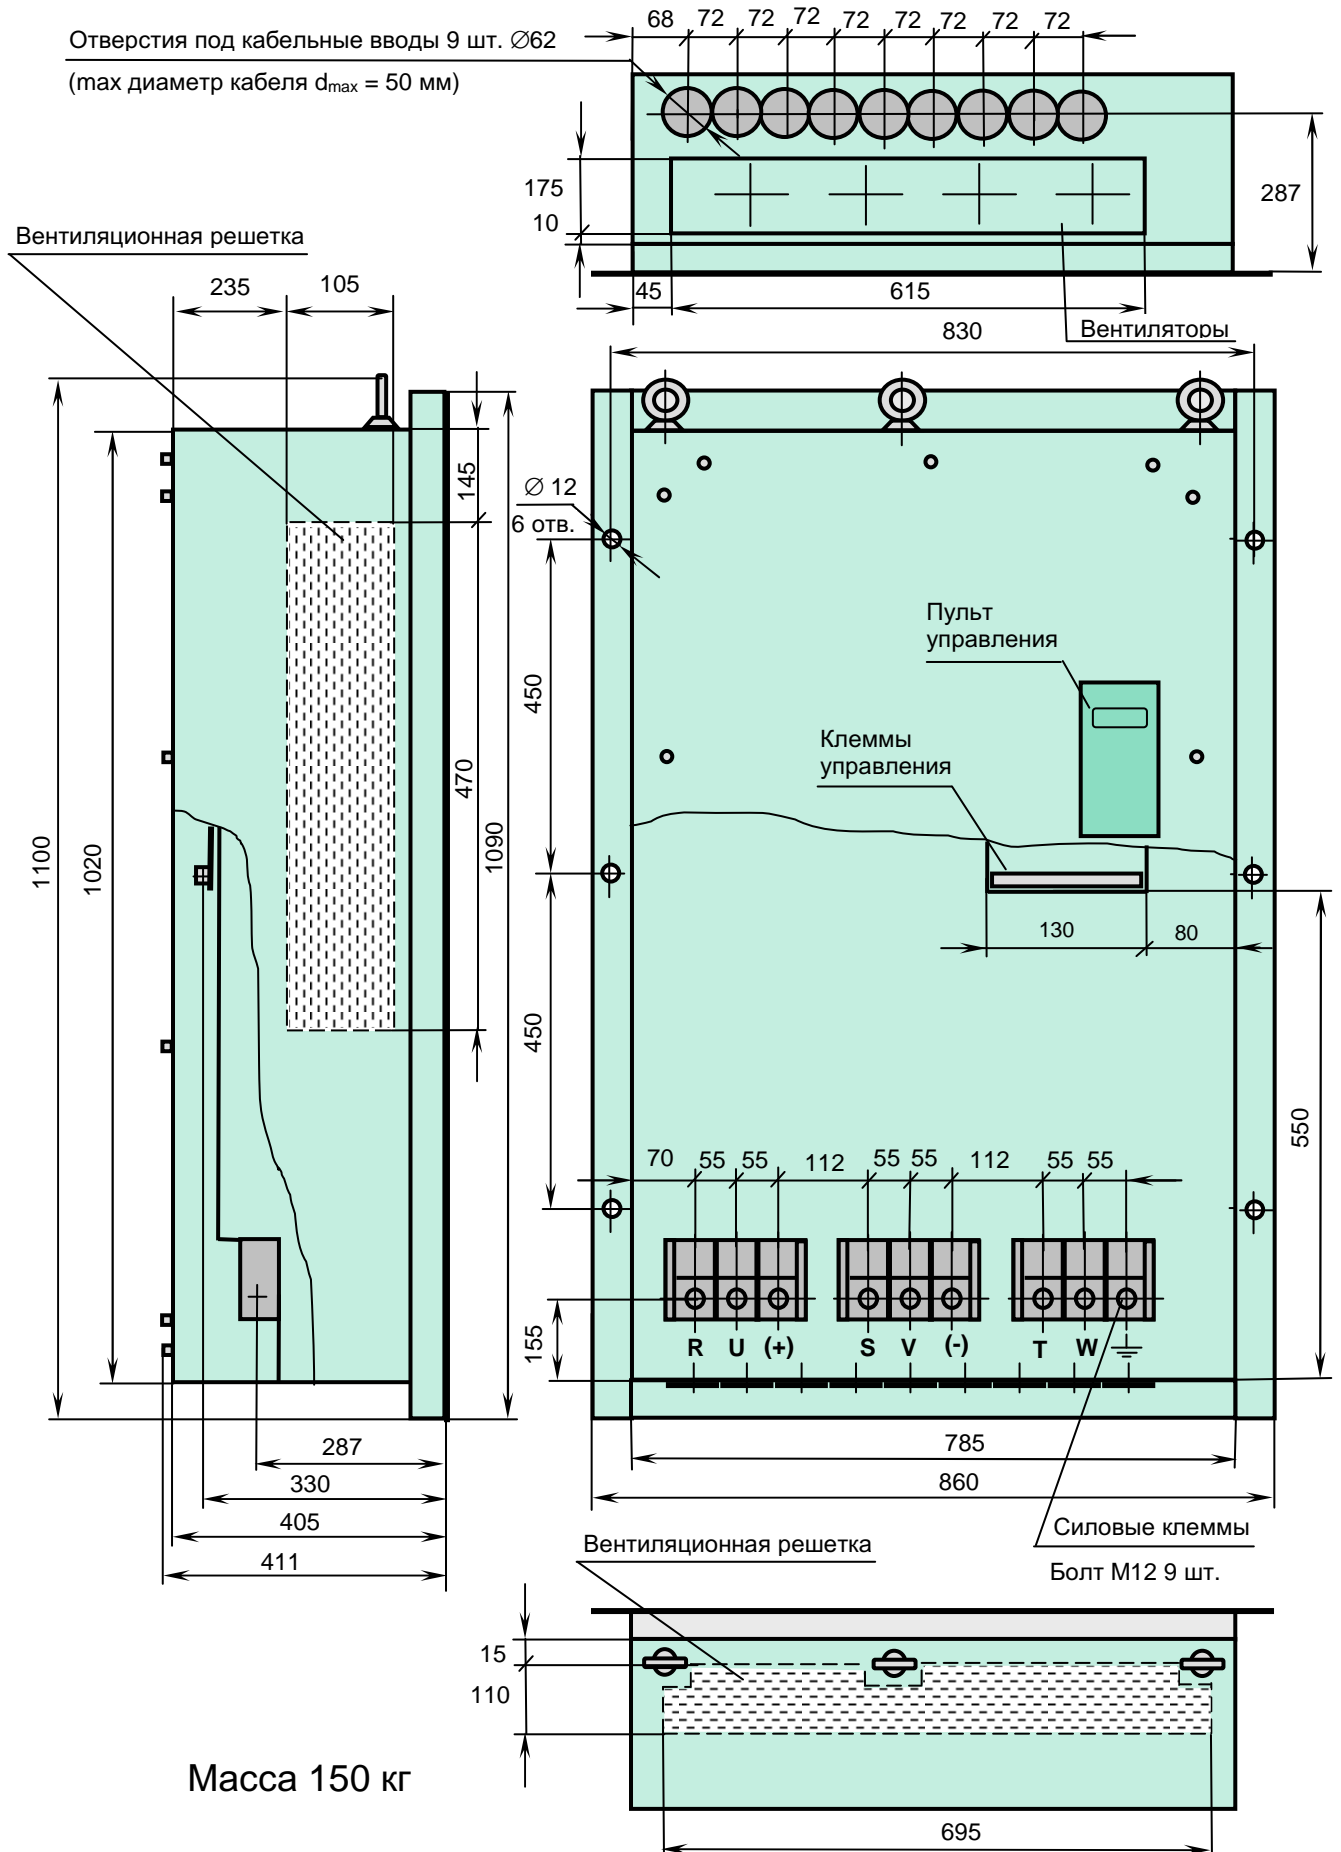 68 72 72 72 72 72 72 72 72
Отверстия под кабельные вводы 9 шт. ∅62
(max диаметр кабеля dmax = 50 мм)
175
10
287
Вентиляционная решетка
235 105
45 615
Вентиляторы
830
145
∅ 12
6 отв.
Пульт
управления
450
Клеммы
управления
470
1100
1020
1090
130 80
450
550
70 55 55 112 55 55 112 55 55
155
R U (+) S V (-) T W
287
785
330
860
405
Силовые клеммы
411
Вентиляционная решетка
Болт М12 9 шт.
15
110
Масса 150 кг
695